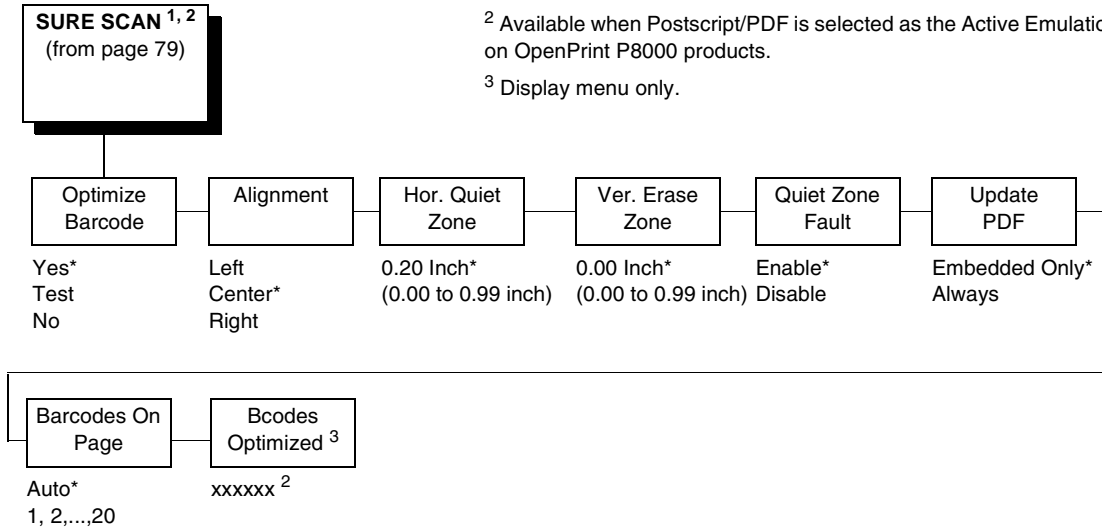 SURE SCAN 1, 2
(from page 79)
2 Available when Postscript/PDF is selected as the Active
on OpenPrint P8000 products.
3 Display menu only.
Optimize
Barcode
Yes*
Test
No
Alignment
Left
Center*
Right
Hor. Quiet
Zone
0.20 Inch*
(0.00 to 0.99 inch)
Ver. Erase
Zone
0.00 Inch*
(0.00 to 0.99 inch)
Quiet Zone
Fault
Enable*
Disable
Update
PDF
Embedded Only*
Always
Barcodes On
Page
Auto*
1, 2,...,20
Bcodes
Optimized 3
xxxxxx 2